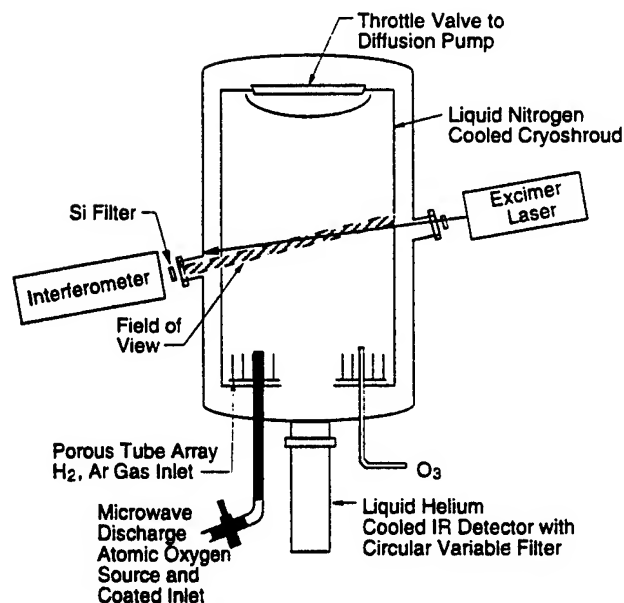 Throttle Valve to
Diffusion Pump
Liquid Nitrogen
Cooled Cryoshroud
Si Filter
Excimer
Laser
Interferometer
Field of
View
Porous Tube Array
H2, Ar Gas Inlet
O3
Microwave
Discharge
Atomic Oxygen
Source and
Coated Inlet
Liquid Helium
Cooled IR Detector with
Circular Variable Filter